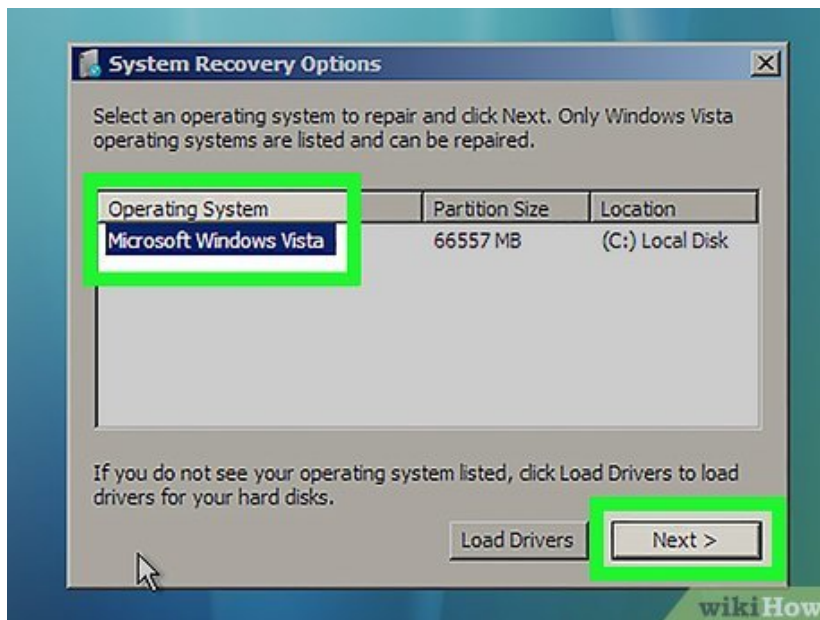 System Recovery Options
Select an operating system to repair and click Next. Only Windows Vista
operating systems are listed and can be repaired.
Operating System Partition Size Location
Microsoft Windows Vista 66557 MB (C:) Local Disk
If you do not see your operating system listed, click Load Drivers to load
drivers for your hard disks.
Load Drivers Next >
wikiHow